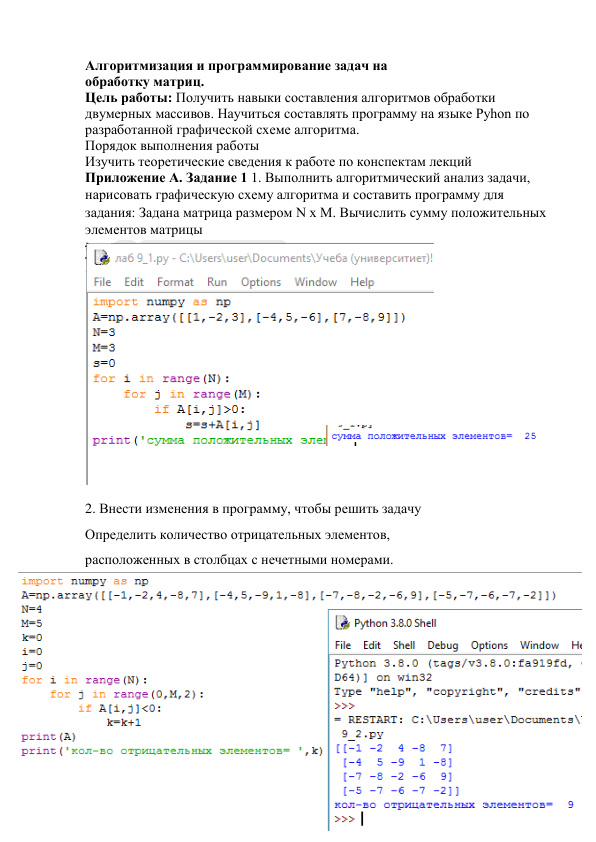 Алгоритмизация и программирование задач на
обработку матриц.
Цель работы: Получить навыки составления алгоритмов обработки
двумерных массивов. Научиться составлять программу на языке Pyhon по
разработанной графической схеме алгоритма.
Порядок выполнения работы
Изучить теоретические сведения к работе по конспектам лекций
Приложение А. Задание 1 1. Выполнить алгоритмический анализ задачи,
нарисовать графическую схему алгоритма и составить программу для
задания: Задана матрица размером N x M. Вычислить сумму положительных
элементов матрицы
лаб 9_1.py - C:\Users\user\Documents\Учеба (университиет)!
File Edit Format Run Options Window Help
import numpy as np
A=np.array([[1,-2,3],[-4,5,-6],[7,-8,9]])
N=3
M=3
s=0
for i in range(N):
    for j in range(M):
        if A[i,j]>0:
            s=s+A[i,j]
print('сумма положительных
сумма положительных элементов=  25
2. Внести изменения в программу, чтобы решить задачу
Определить количество отрицательных элементов,
расположенных в столбцах с нечетными номерами.
import numpy as np
A=np.array([[-1,-2,4,-8,7],[-4,5,-9,1,-8],[-7,-8,-2,-6,9],[-5,-7,-6,-7,-2]])
N=4
M=5
k=0
i=0
j=0
for i in range(N):
    for j in range(0,M,2):
        if A[i,j]<0:
            k=k+1
print(A)
print('кол-во отрицательных элементов= ',k)
Python 3.8.0 Shell
File Edit Shell Debug Options Window He
Python 3.8.0 (tags/v3.8.0:fa919fd,
D64)] on win32
Type "help", "copyright", "credits"
>>>
= RESTART: C:\Users\user\Documents\
9_2.py
[[-1 -2  4 -8  7]
 [-4  5 -9  1 -8]
 [-7 -8 -2 -6  9]
 [-5 -7 -6 -7 -2]]
кол-во отрицательных элементов=  9
>>>